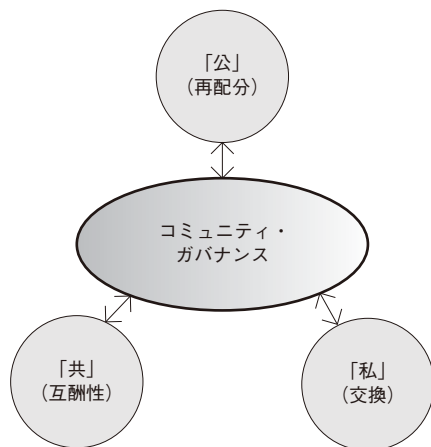 「公」
（再配分）
コミュニティ・
ガバナンス
「共」
（互酬性）
「私」
（交換）